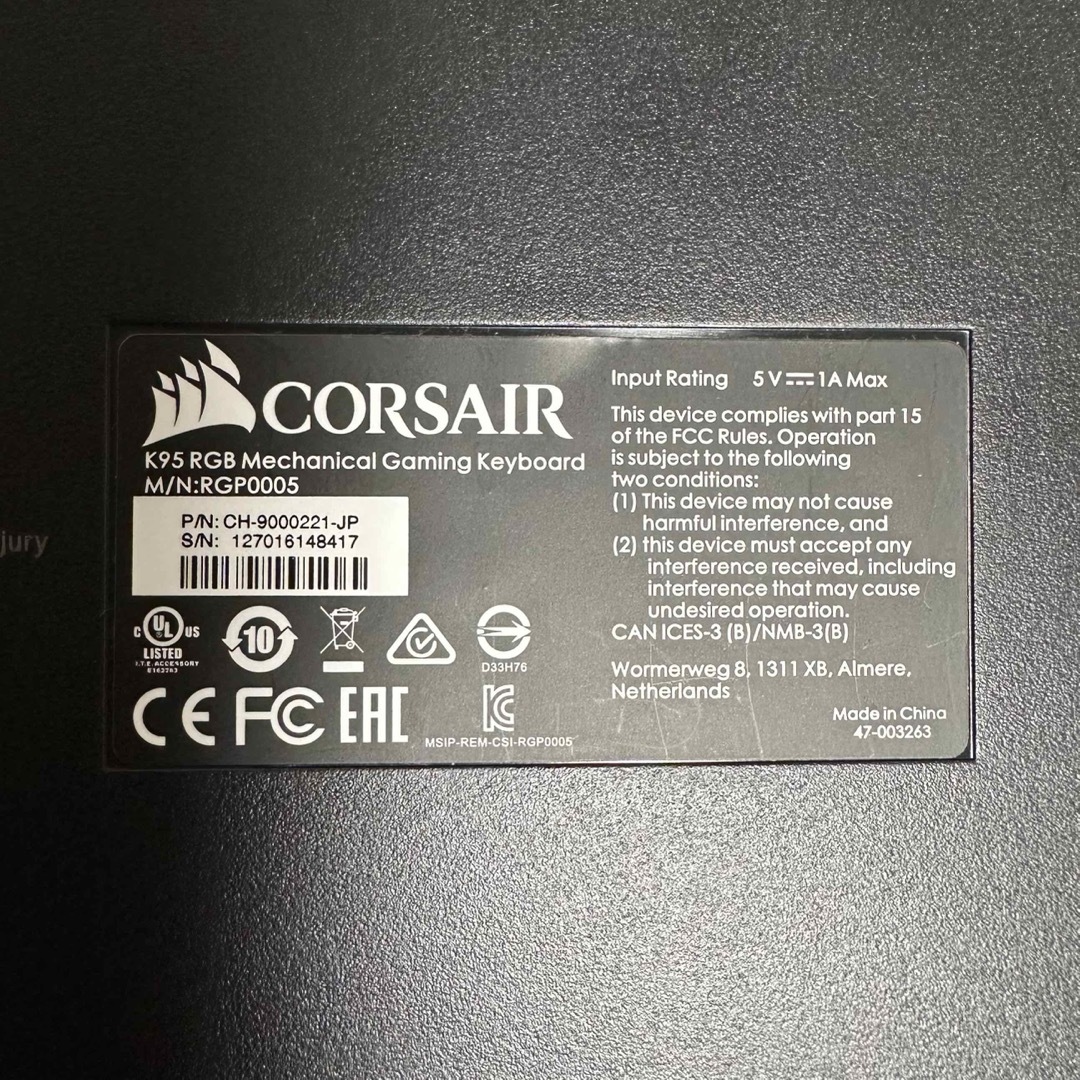 jury
CORSAIR
K95 RGB Mechanical Gaming Keyboard
M/N:RGP0005
P/N: CH-9000221-JP
S/N: 127016148417
C UL US
LISTED
I.T.E. ACCESSORY
E163763
10
D33H76
CE FC EAC
MSIP-REM-CSI-RGP0005
Input Rating 5 V⎓1A Max
This device complies with part 15
of the FCC Rules. Operation
is subject to the following
two conditions:
(1) This device may not cause
harmful interference, and
(2) this device must accept any
interference received, including
interference that may cause
undesired operation.
CAN ICES-3 (B)/NMB-3(B)
Wormerweg 8, 1311 XB, Almere,
Netherlands
Made in China
47-003263